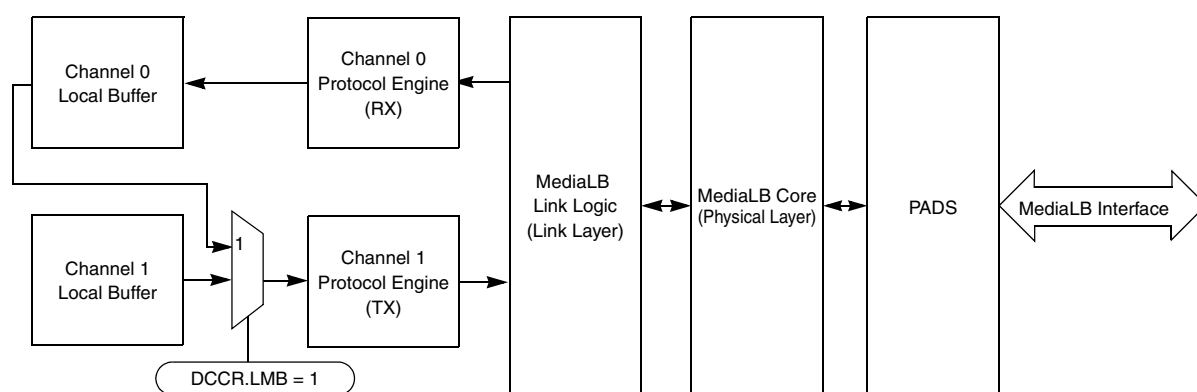 Channel 0
Local Buffer
Channel 0
Protocol Engine
(RX)
MediaLB
Link Logic
(Link Layer)
MediaLB Core
(Physical Layer)
PADS
MediaLB Interface
1
Channel 1
Local Buffer
Channel 1
Protocol Engine
(TX)
DCCR.LMB = 1